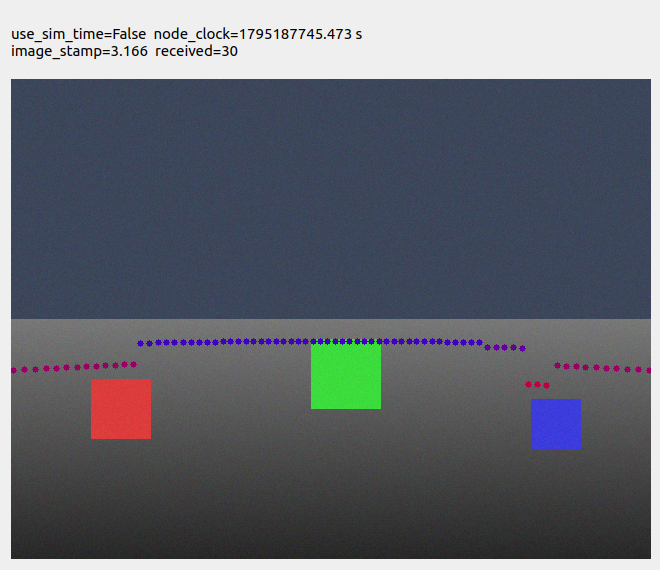 use_sim_time=False node_clock=1795187745.473 s
image_stamp=3.166 received=30